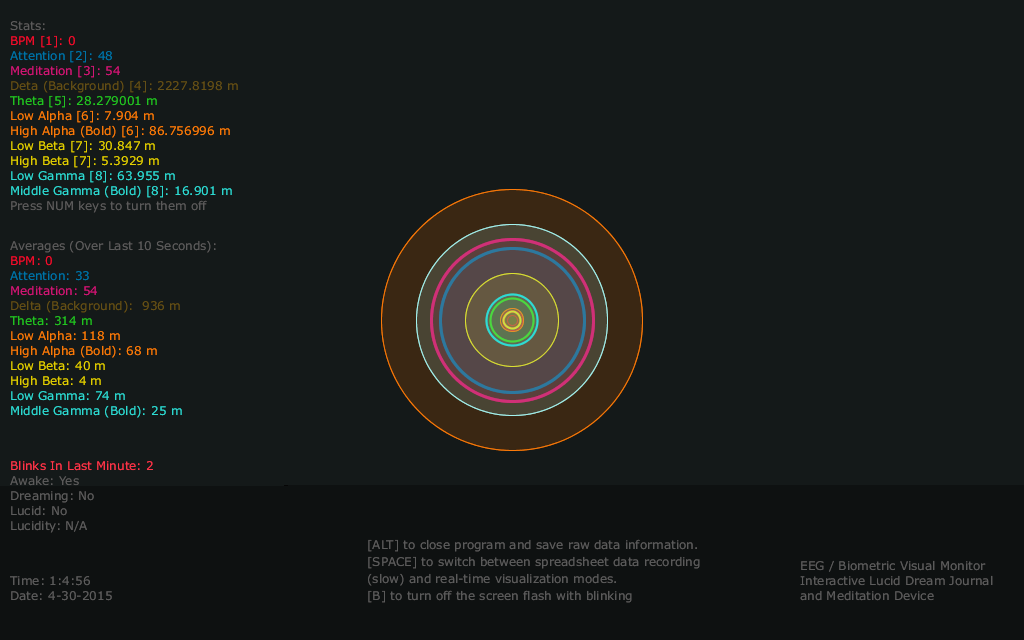 Stats:
BPM [1]: 0
Attention [2]: 48
Meditation [3]: 54
Deta (Background) [4]: 2227.8198 m
Theta [5]: 28.279001 m
Low Alpha [6]: 7.904 m
High Alpha (Bold) [6]: 86.756996 m
Low Beta [7]: 30.847 m
High Beta [7]: 5.3929 m
Low Gamma [8]: 63.955 m
Middle Gamma (Bold) [8]: 16.901 m
Press NUM keys to turn them off
Averages (Over Last 10 Seconds):
BPM: 0
Attention: 33
Meditation: 54
Delta (Background): 936 m
Theta: 314 m
Low Alpha: 118 m
High Alpha (Bold): 68 m
Low Beta: 40 m
High Beta: 4 m
Low Gamma: 74 m
Middle Gamma (Bold): 25 m
Blinks In Last Minute: 2
Awake: Yes
Dreaming: No
Lucid: No
Lucidity: N/A
Time: 1:4:56
Date: 4-30-2015
[ALT] to close program and save raw data information.
[SPACE] to switch between spreadsheet data recording
(slow) and real-time visualization modes.
[B] to turn off the screen flash with blinking
EEG / Biometric Visual Monitor
Interactive Lucid Dream Journal
and Meditation Device